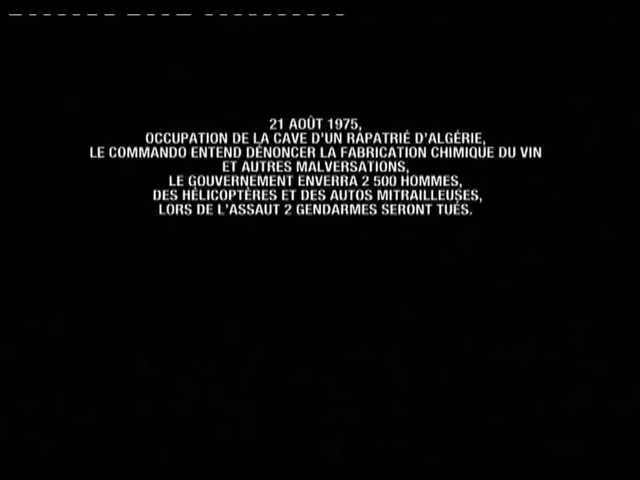 21 AOÛT 1975,
OCCUPATION DE LA CAVE D'UN RAPATRIÉ D'ALGÉRIE,
LE COMMANDO ENTEND DÉNONCER LA FABRICATION CHIMIQUE DU VIN
ET AUTRES MALVERSATIONS,
LE GOUVERNEMENT ENVERRA 2 500 HOMMES,
DES HÉLICOPTÈRES ET DES AUTOS MITRAILLEUSES,
LORS DE L'ASSAUT 2 GENDARMES SERONT TUÉS.